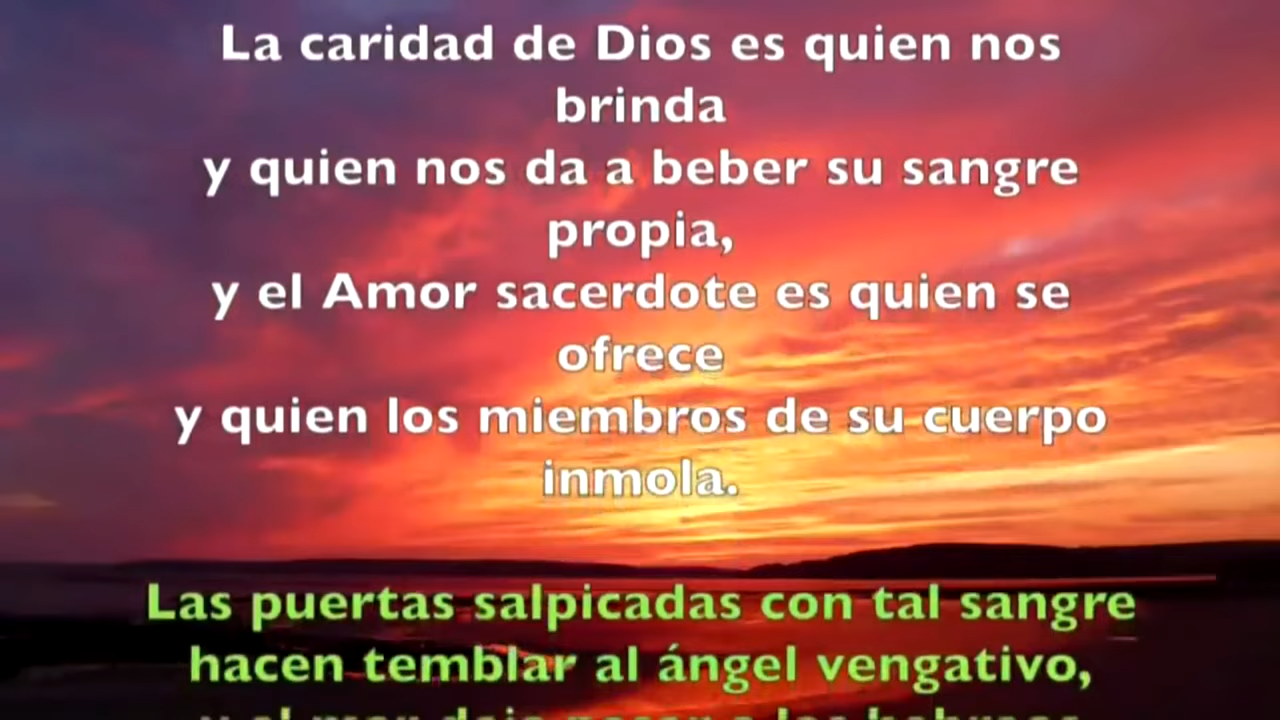 La caridad de Dios es quien nos
brinda
y quien nos da a beber su sangre
propia,
y el Amor sacerdote es quien se
ofrece
y quien los miembros de su cuerpo
inmola.
Las puertas salpicadas con tal sangre
hacen temblar al ángel vengativo,